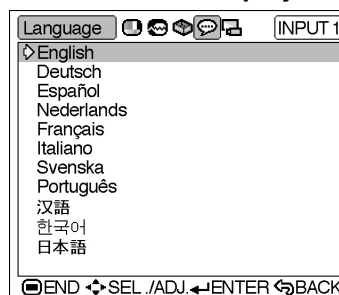 Language INPUT 1
English
Deutsch
Español
Nederlands
Français
Italiano
Svenska
Português
汉語
한국어
日本語
END SEL./ADJ. ENTER BACK